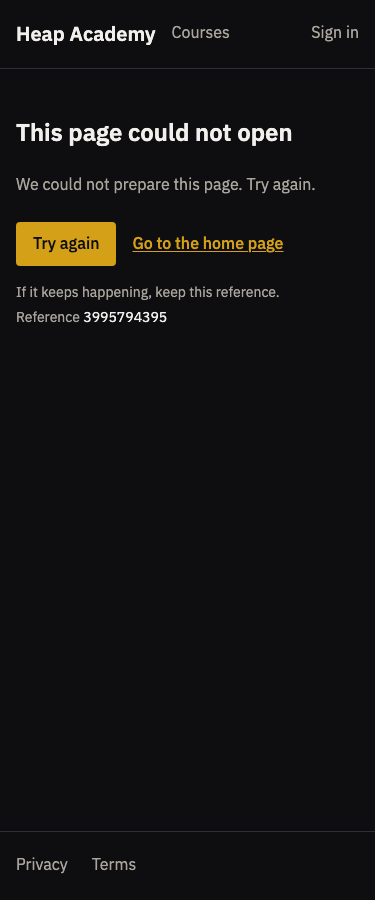 Heap Academy Courses Sign in
This page could not open
We could not prepare this page. Try again.
Try again Go to the home page
If it keeps happening, keep this reference.
Reference 3995794395
Privacy Terms